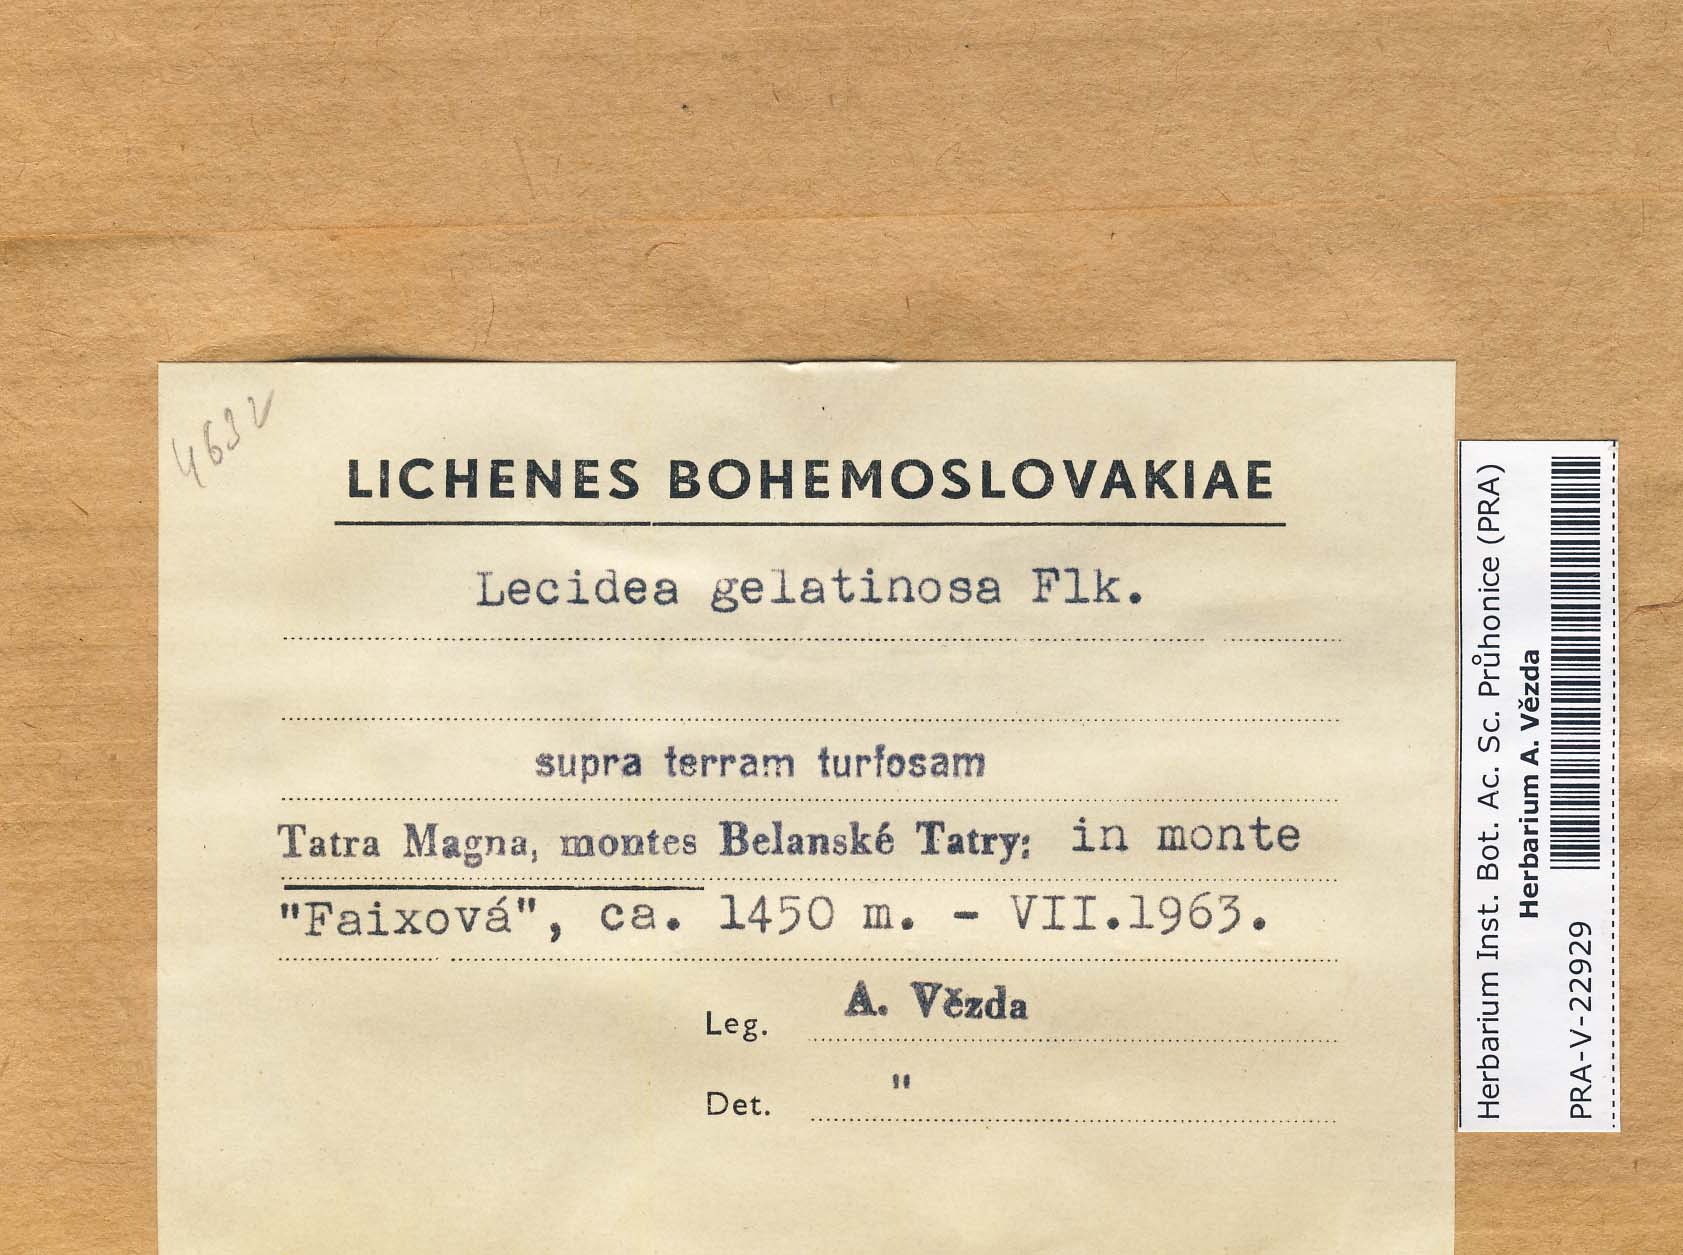 4632
LICHENES BOHEMOSLOVAKIAE
Lecidea gelatinosa Flk.
supra terram turfosam
Tatra Magna, montes Belanské Tatry: in monte
"Faixová", ca. 1450 m. - VII.1963.
Leg. A. Vězda
Det. "
Herbarium Inst. Bot. Ac. Sc. Průhonice (PRA)
Herbarium A. Vězda
PRA-V-22929